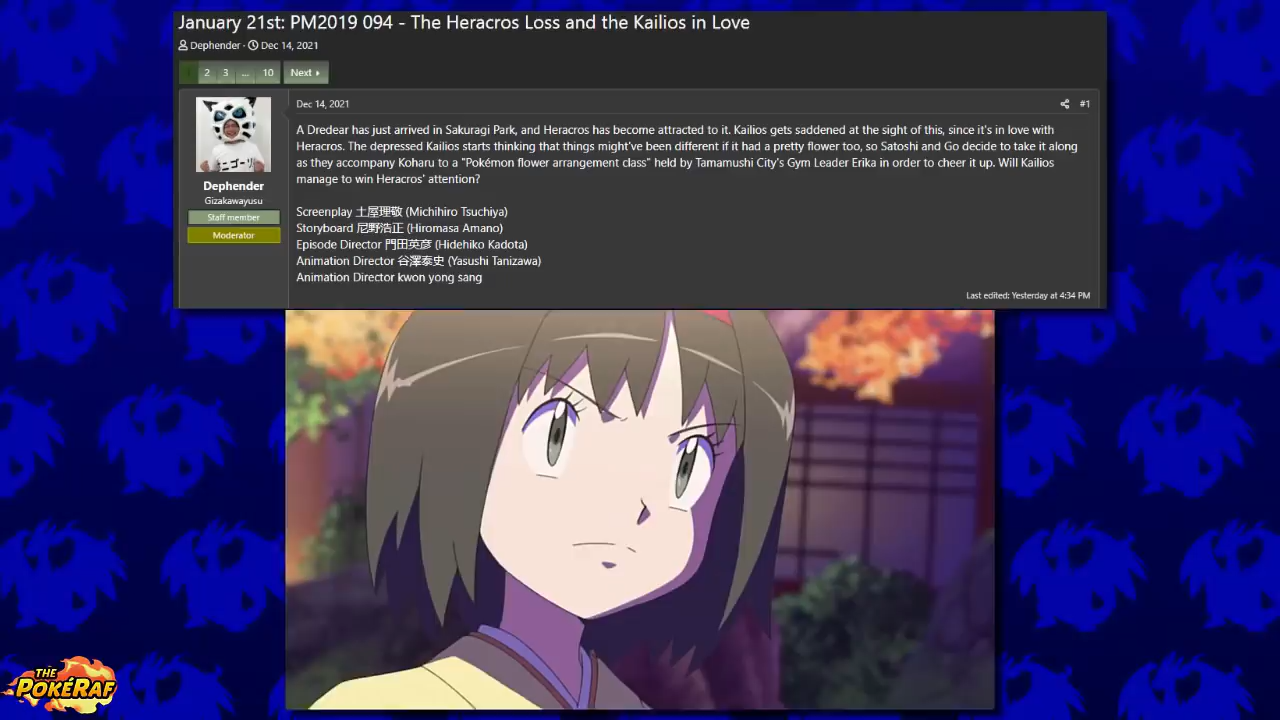 January 21st: PM2019 094 - The Heracros Loss and the Kailios in Love
Dephender · Dec 14, 2021
1 2 3 ... 10 Next
Dec 14, 2021 #1
A Dredear has just arrived in Sakuragi Park, and Heracros has become attracted to it. Kailios gets saddened at the sight of this, since it's in love with
Heracros. The depressed Kailios starts thinking that things might've been different if it had a pretty flower too, so Satoshi and Go decide to take it along
as they accompany Koharu to a "Pokémon flower arrangement class" held by Tamamushi City's Gym Leader Erika in order to cheer it up. Will Kailios
manage to win Heracros' attention?
Dephender
Gizakawayusu
Staff member
Moderator
Screenplay 土屋理敬 (Michihiro Tsuchiya)
Storyboard 尼野浩正 (Hiromasa Amano)
Episode Director 門田英彦 (Hidehiko Kadota)
Animation Director 谷澤泰史 (Yasushi Tanizawa)
Animation Director kwon yong sang
Last edited: Yesterday at 4:34 PM
THE
POKÉRAF